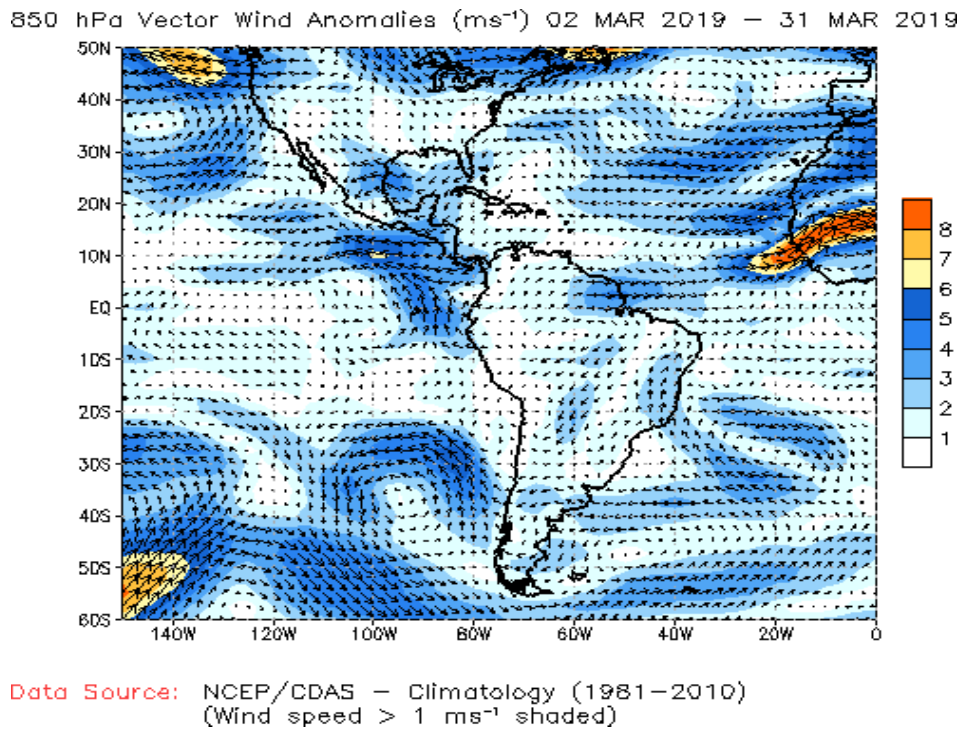 850 hPa Vector Wind Anomalies (ms⁻¹) 02 MAR 2019 – 31 MAR 2019
50N
40N
30N
20N
10N
EQ
10S
20S
30S
40S
50S
60S
140W 120W 100W 80W 60W 40W 20W 0
8
7
6
5
4
3
2
1
Data Source: NCEP/CDAS – Climatology (1981–2010)
(Wind speed > 1 ms⁻¹ shaded)